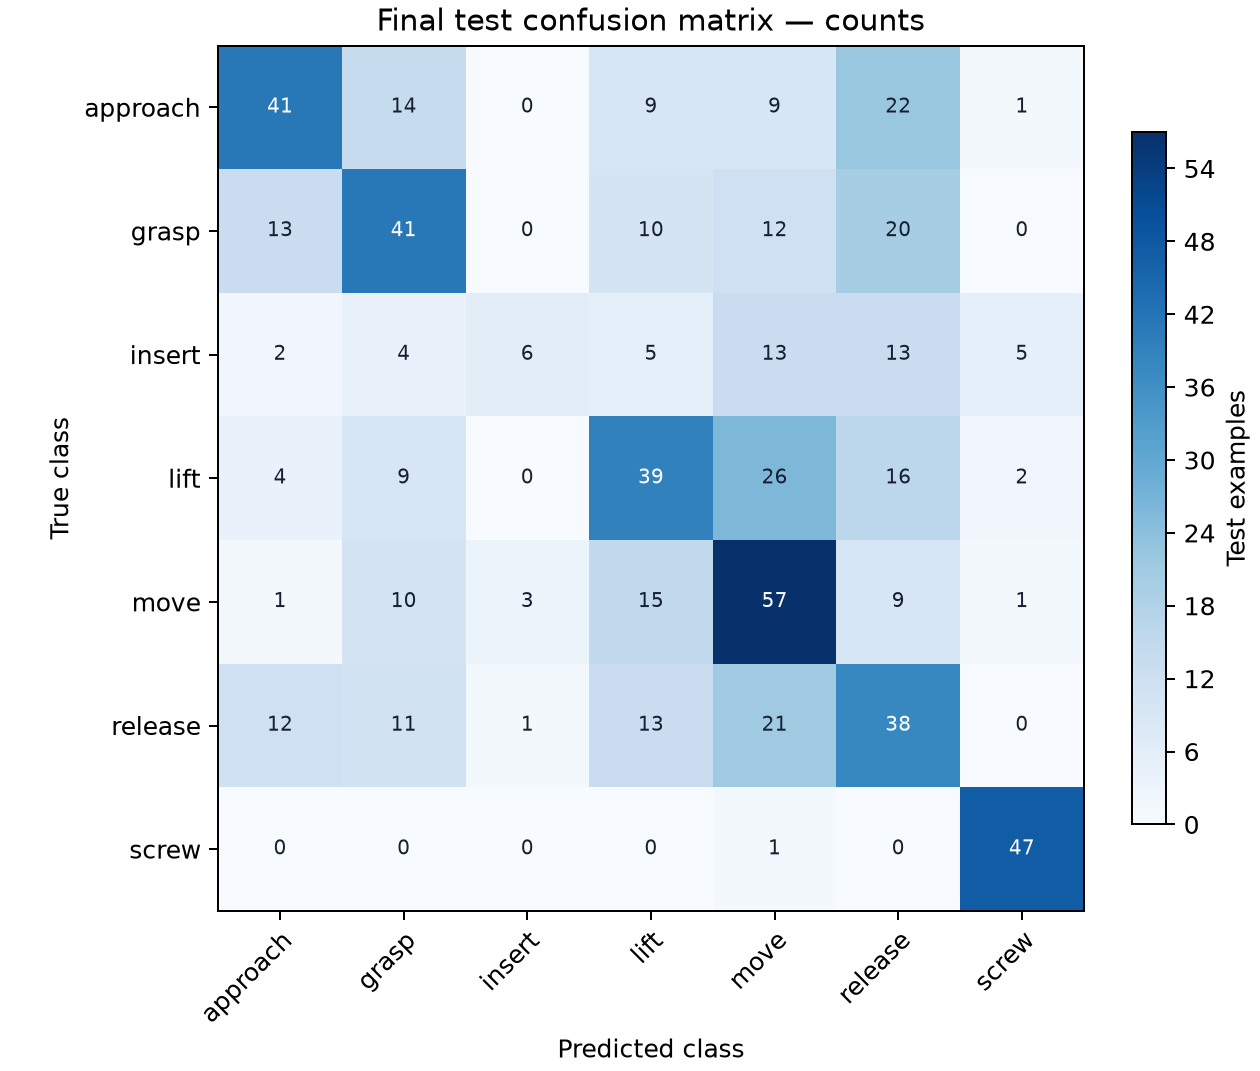 Final test confusion matrix — counts
approach 41 14 0 9 9 22 1
grasp 13 41 0 10 12 20 0
insert 2 4 6 5 13 13 5
lift 4 9 0 39 26 16 2
move 1 10 3 15 57 9 1
release 12 11 1 13 21 38 0
screw 0 0 0 0 1 0 47
approach grasp insert lift move release screw
Predicted class
True class
54
48
42
36
30
24
18
12
6
0
Test examples